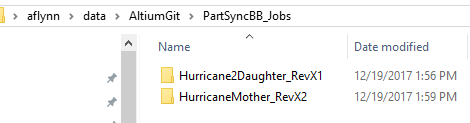 aflynn > data > AltiumGit > PartSyncBB_Jobs
Name Date modified
Hurricane2Daughter_RevX1 12/19/2017 1:56 PM
HurricaneMother_RevX2 12/19/2017 1:59 PM